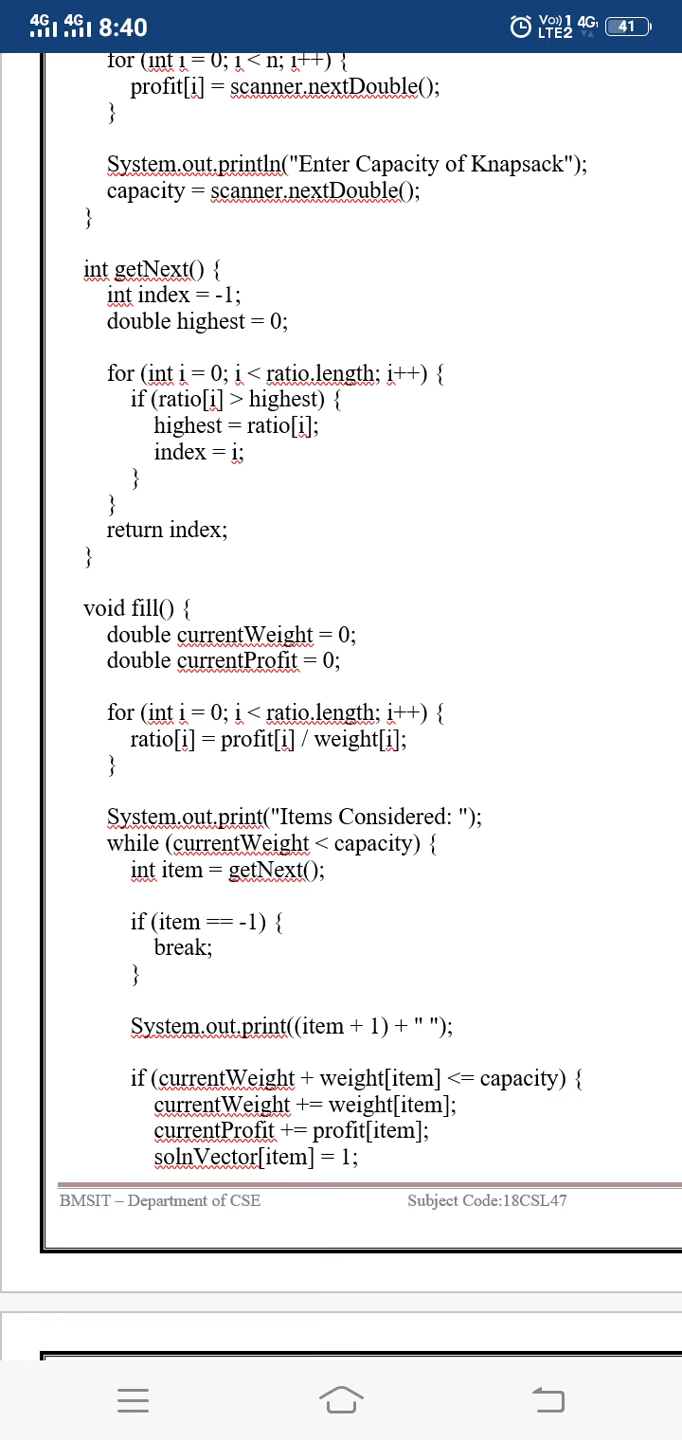 4G 4G 8:40 Vo)) 1 4G LTE2 41
for (int i = 0; i < n; i++) {
profit[i] = scanner.nextDouble();
}
System.out.println("Enter Capacity of Knapsack");
capacity = scanner.nextDouble();
}
int getNext() {
int index = -1;
double highest = 0;
for (int i = 0; i < ratio.length; i++) {
if (ratio[i] > highest) {
highest = ratio[i];
index = i;
}
}
return index;
}
void fill() {
double currentWeight = 0;
double currentProfit = 0;
for (int i = 0; i < ratio.length; i++) {
ratio[i] = profit[i] / weight[i];
}
System.out.print("Items Considered: ");
while (currentWeight < capacity) {
int item = getNext();
if (item == -1) {
break;
}
System.out.print((item + 1) + " ");
if (currentWeight + weight[item] <= capacity) {
currentWeight += weight[item];
currentProfit += profit[item];
solnVector[item] = 1;
BMSIT – Department of CSE Subject Code:18CSL47